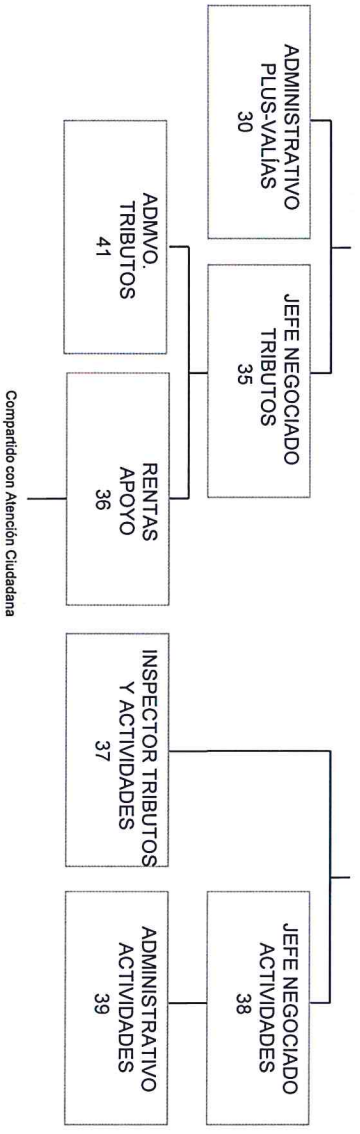 ADMINISTRATIVO
PLUS-VALÍAS
30
JEFE NEGOCIADO
TRIBUTOS
35
ADMVO.
TRIBUTOS
41
RENTAS
APOYO
36
Compartido con Atención Ciudadana
JEFE NEGOCIADO
ACTIVIDADES
38
INSPECTOR TRIBUTOS
Y ACTIVIDADES
37
ADMINISTRATIVO
ACTIVIDADES
39